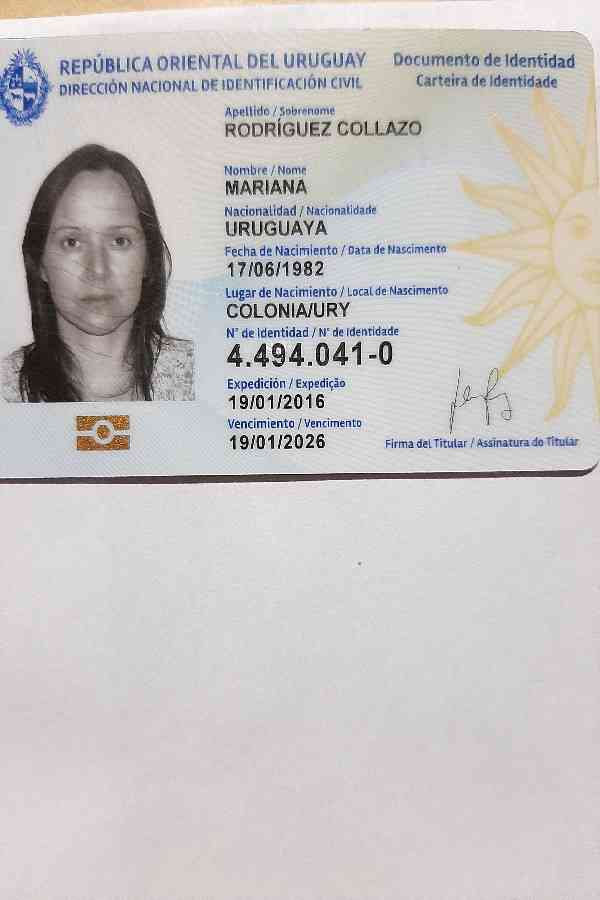 REPÚBLICA ORIENTAL DEL URUGUAY
DIRECCIÓN NACIONAL DE IDENTIFICACIÓN CIVIL
Documento de Identidad
Carteira de Identidade
Apellido / Sobrenome
RODRÍGUEZ COLLAZO
Nombre / Nome
MARIANA
Nacionalidad / Nacionalidade
URUGUAYA
Fecha de Nacimiento / Data de Nascimento
17/06/1982
Lugar de Nacimiento / Local de Nascimento
COLONIA/URY
N° de Identidad / N° de Identidade
4.494.041-0
Expedición / Expedição
19/01/2016
Vencimiento / Vencimento
19/01/2026
Firma del Titular / Assinatura do Titular